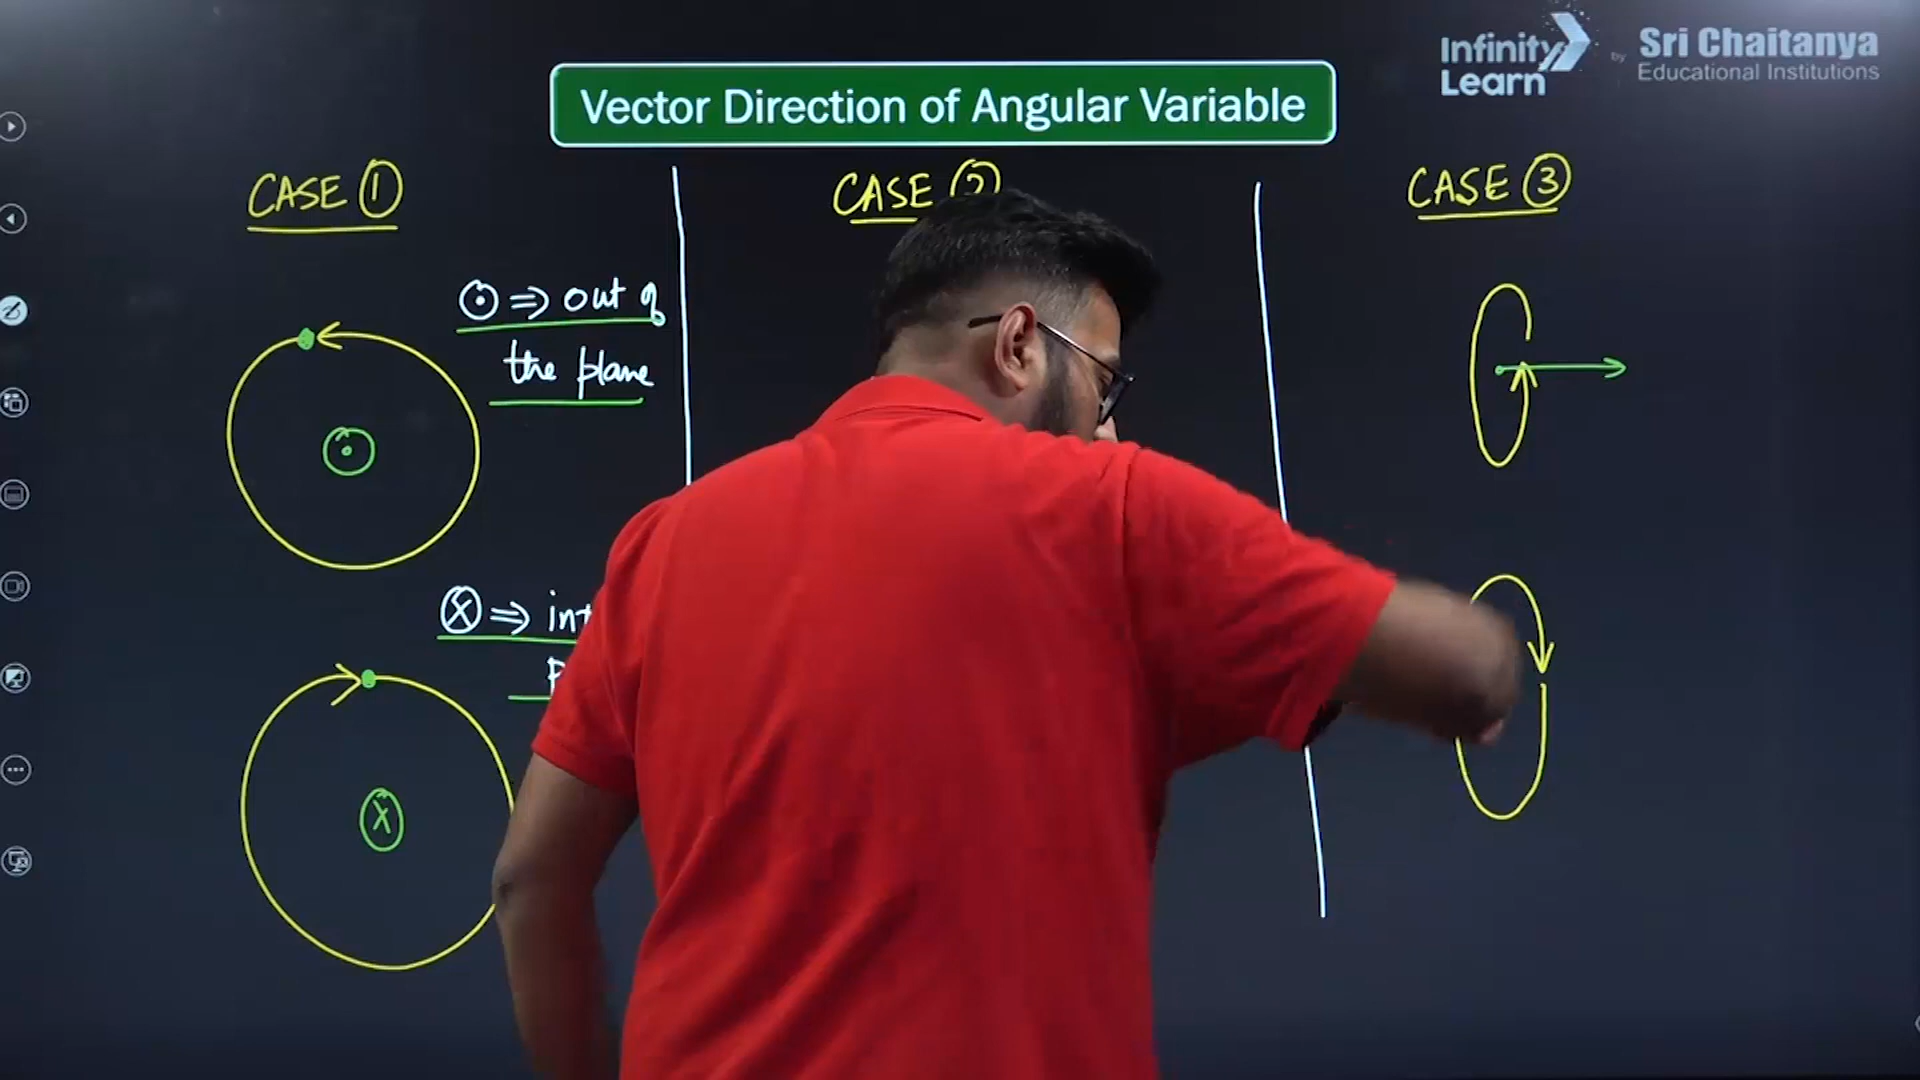 Infinity
Learn
by
Sri Chaitanya
Educational Institutions
Vector Direction of Angular Variable
CASE 1
⊙ ⇒ out of
the plane
⊗ ⇒
CASE 2
CASE 3